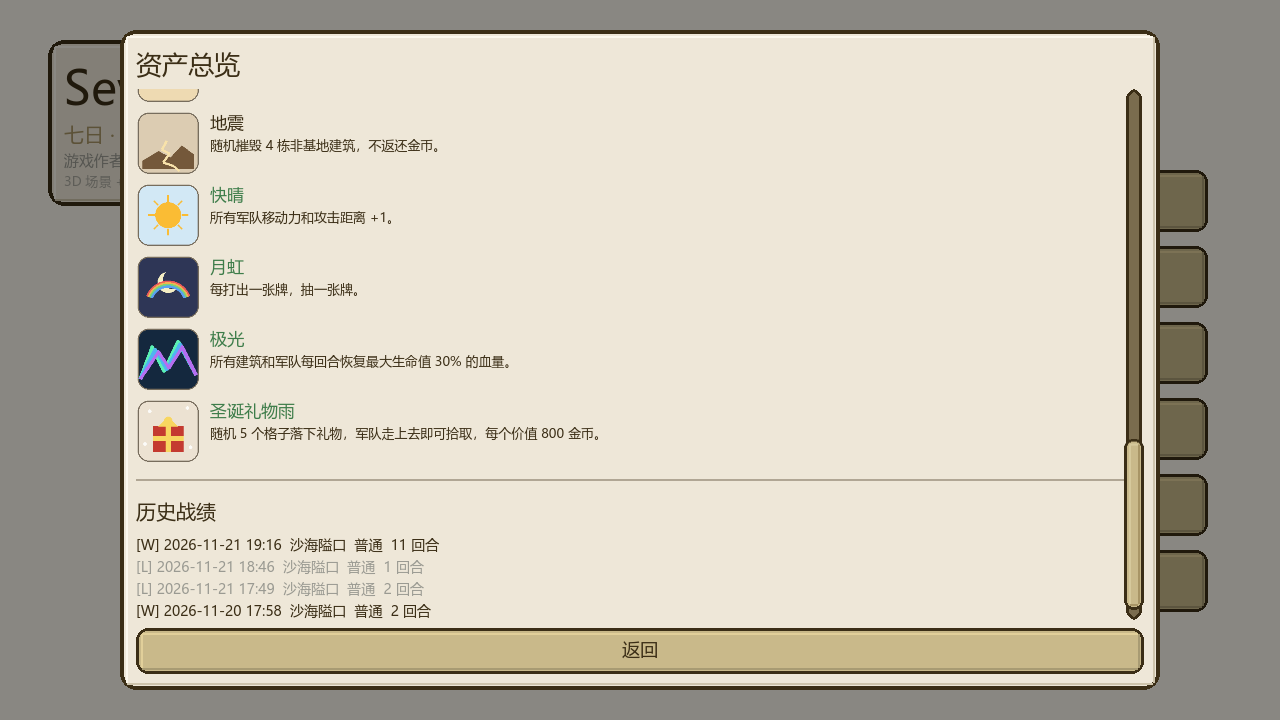 资产总览
Se
七日 ·
游戏作者
3D 场景
地震
随机摧毁 4 栋非基地建筑，不返还金币。
快晴
所有军队移动力和攻击距离 +1。
月虹
每打出一张牌，抽一张牌。
极光
所有建筑和军队每回合恢复最大生命值 30% 的血量。
圣诞礼物雨
随机 5 个格子落下礼物，军队走上去即可拾取，每个价值 800 金币。
历史战绩
[W] 2026-11-21 19:16 沙海隘口 普通 11 回合
[L] 2026-11-21 18:46 沙海隘口 普通 1 回合
[L] 2026-11-21 17:49 沙海隘口 普通 2 回合
[W] 2026-11-20 17:58 沙海隘口 普通 2 回合
返回